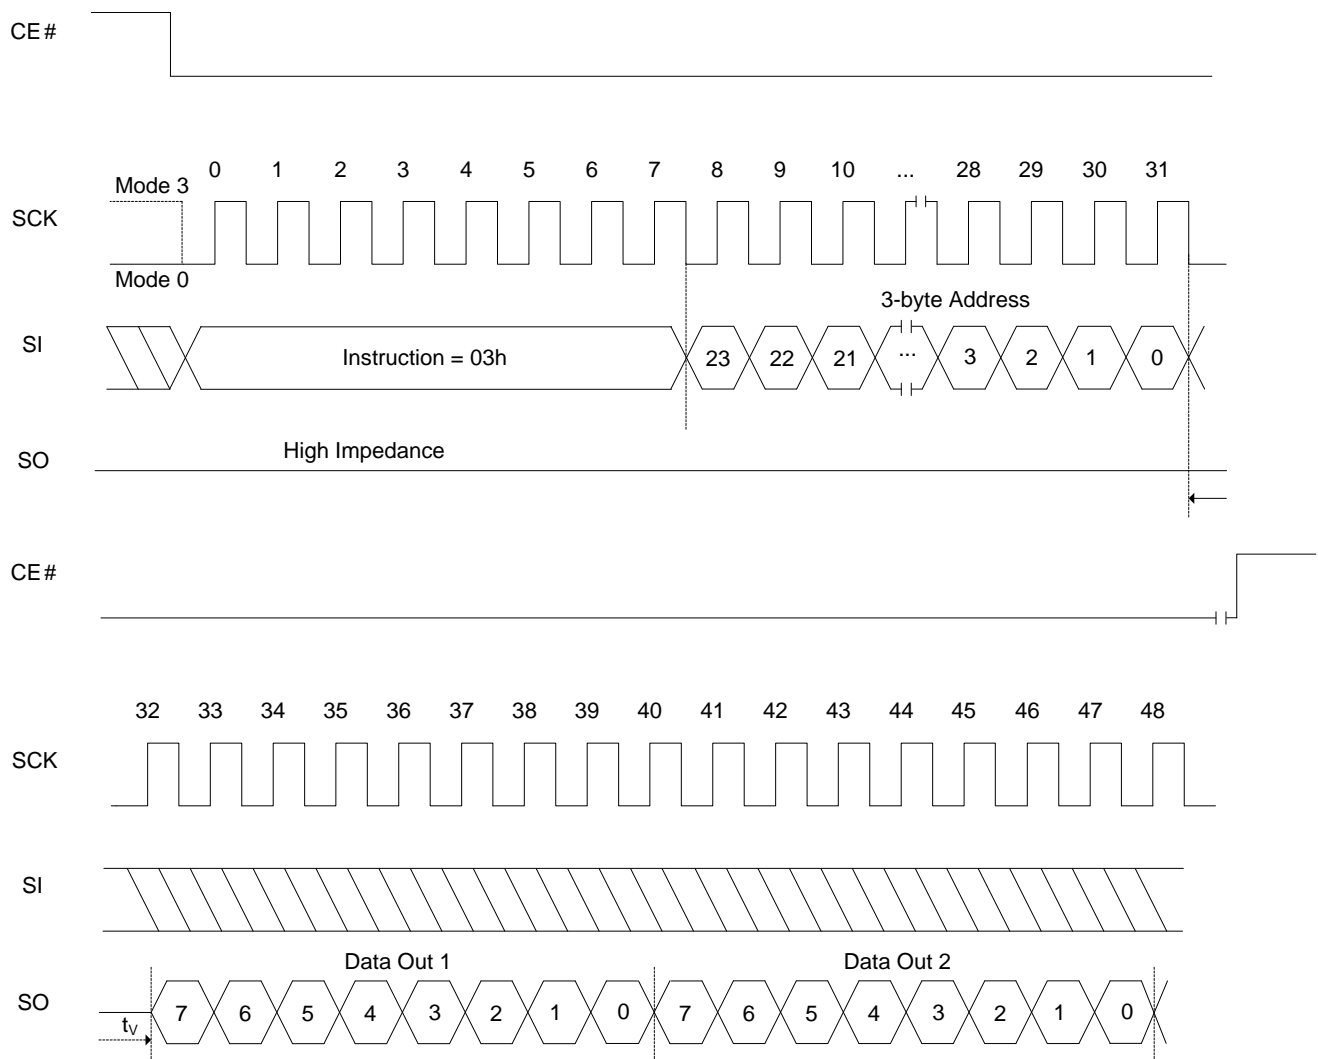 CE#
0 1 2 3 4 5 6 7 8 9 10 ... 28 29 30 31
Mode 3
SCK
Mode 0
3-byte Address
SI
Instruction = 03h 23 22 21 ... 3 2 1 0
High Impedance
SO
CE#
32 33 34 35 36 37 38 39 40 41 42 43 44 45 46 47 48
SCK
SI
Data Out 1 Data Out 2
SO
7 6 5 4 3 2 1 0 7 6 5 4 3 2 1 0
tV